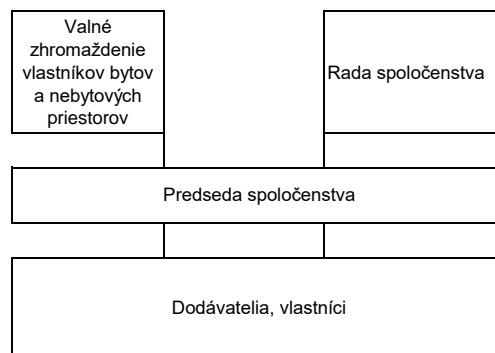 Valné
zhromaždenie
vlastníkov bytov
a nebytových
priestorov
Rada spoločenstva
Predseda spoločenstva
Dodávatelia, vlastníci